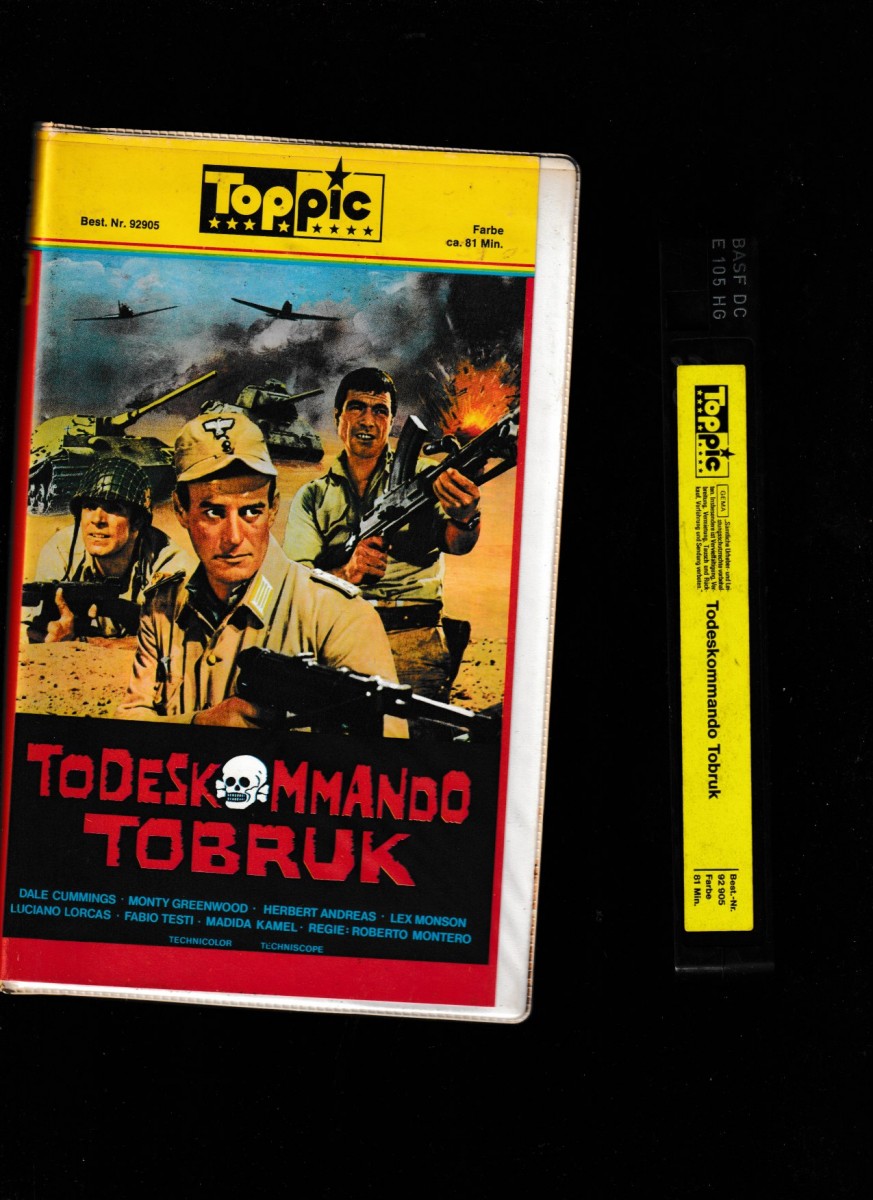 Toppic
Best. Nr. 92905
Farbe
ca. 81 Min.
TODESKOMMANDO
TOBRUK
DALE CUMMINGS · MONTY GREENWOOD · HERBERT ANDREAS · LEX MONSON
LUCIANO LORCAS · FABIO TESTI · MADIDA KAMEL · REGIE: ROBERTO MONTERO
TECHNICOLOR TECHNISCOPE
BASF DC
E 105 HG
Toppic
GEMA
Todeskommando Tobruk
Best.-Nr.
92 905
Farbe
81 Min.